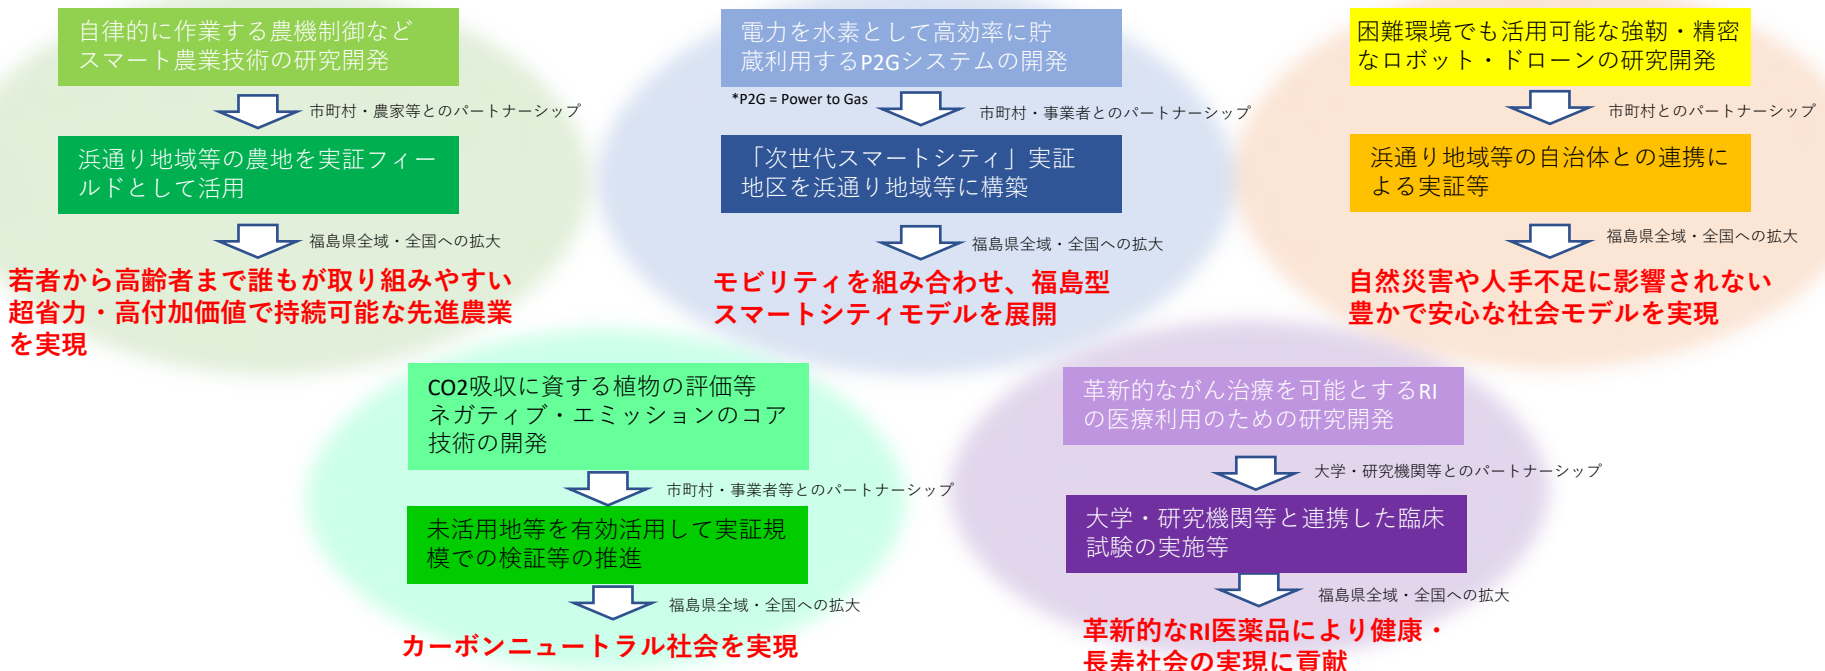 自律的に作業する農機制御など
スマート農業技術の研究開発
市町村・農家等とのパートナーシップ
浜通り地域等の農地を実証フィー
ルドとして活用
福島県全域・全国への拡大
若者から高齢者まで誰もが取り組みやすい
超省力・高付加価値で持続可能な先進農業
を実現
電力を水素として高効率に貯
蔵利用するP2Gシステムの開発
*P2G = Power to Gas
市町村・事業者とのパートナーシップ
「次世代スマートシティ」実証
地区を浜通り地域等に構築
福島県全域・全国への拡大
モビリティを組み合わせ、福島型
スマートシティモデルを展開
困難環境でも活用可能な強靭・精密
なロボット・ドローンの研究開発
市町村とのパートナーシップ
浜通り地域等の自治体との連携に
よる実証等
福島県全域・全国への拡大
自然災害や人手不足に影響されない
豊かで安心な社会モデルを実現
CO2吸収に資する植物の評価等
ネガティブ・エミッションのコア
技術の開発
市町村・事業者等とのパートナーシップ
未活用地等を有効活用して実証規
模での検証等の推進
福島県全域・全国への拡大
カーボンニュートラル社会を実現
革新的ながん治療を可能とするRI
の医療利用のための研究開発
大学・研究機関等とのパートナーシップ
大学・研究機関等と連携した臨床
試験の実施等
福島県全域・全国への拡大
革新的なRI医薬品により健康・
長寿社会の実現に貢献